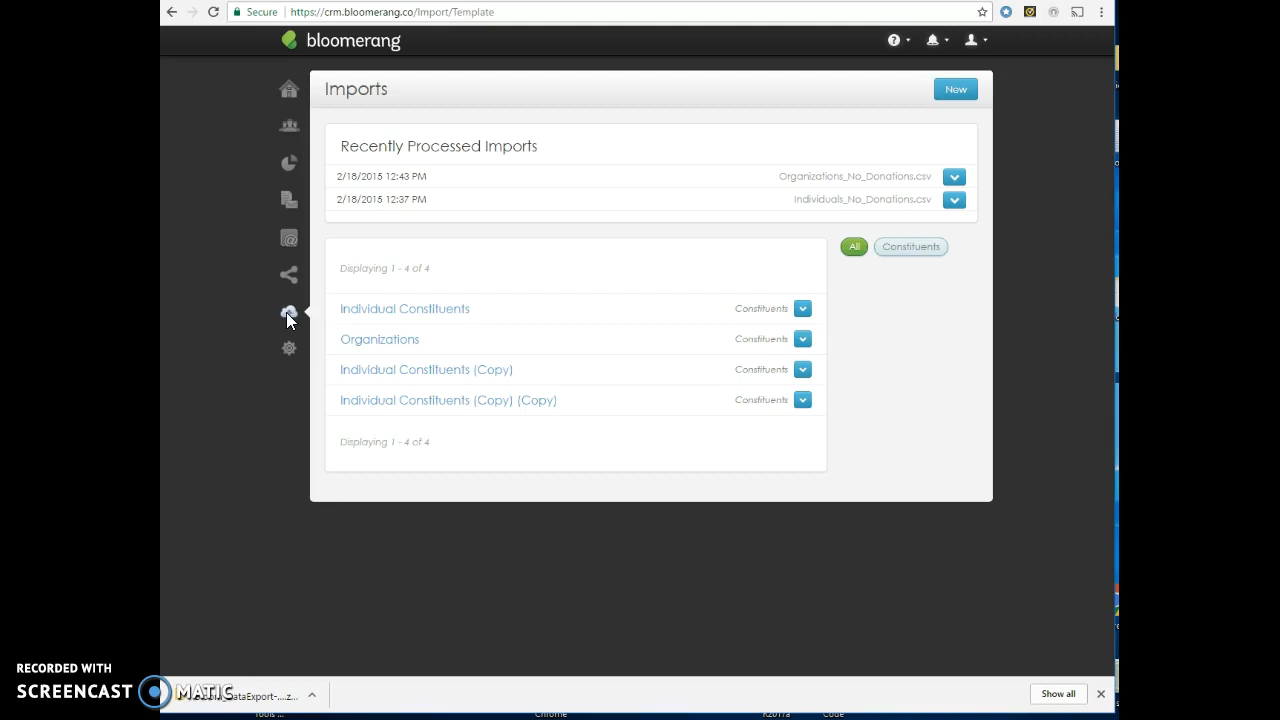 Secure https://crm.bloomerang.co/Import/Template
bloomerang
Imports
New
Recently Processed Imports
2/18/2015 12:43 PM Organizations_No_Donations.csv
2/18/2015 12:37 PM Individuals_No_Donations.csv
All Constituents
Displaying 1 - 4 of 4
Individual Constituents Constituents
Organizations Constituents
Individual Constituents (Copy) Constituents
Individual Constituents (Copy) (Copy) Constituents
Displaying 1 - 4 of 4
RECORDED WITH
SCREENCAST MATIC
Show all
Tools ... Chrome Code